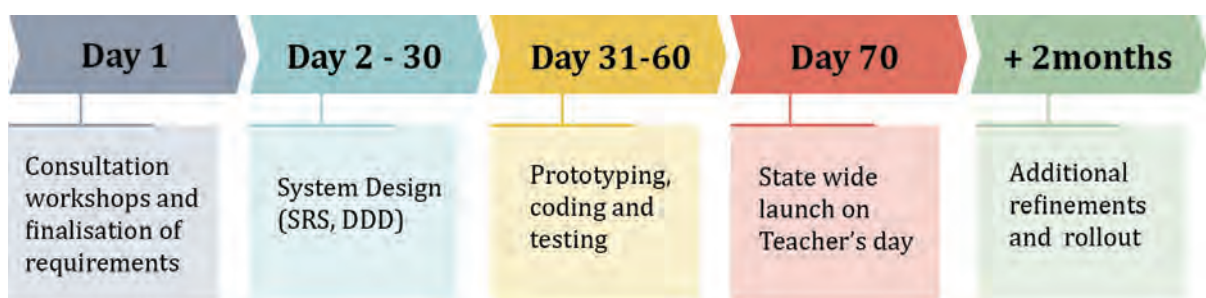 Day 1
Day 2 - 30
Day 31-60
Day 70
+ 2months
Consultation
workshops and
finalisation of
requirements
System Design
(SRS, DDD)
Prototyping,
coding and
testing
State wide
launch on
Teacher's day
Additional
refinements
and rollout